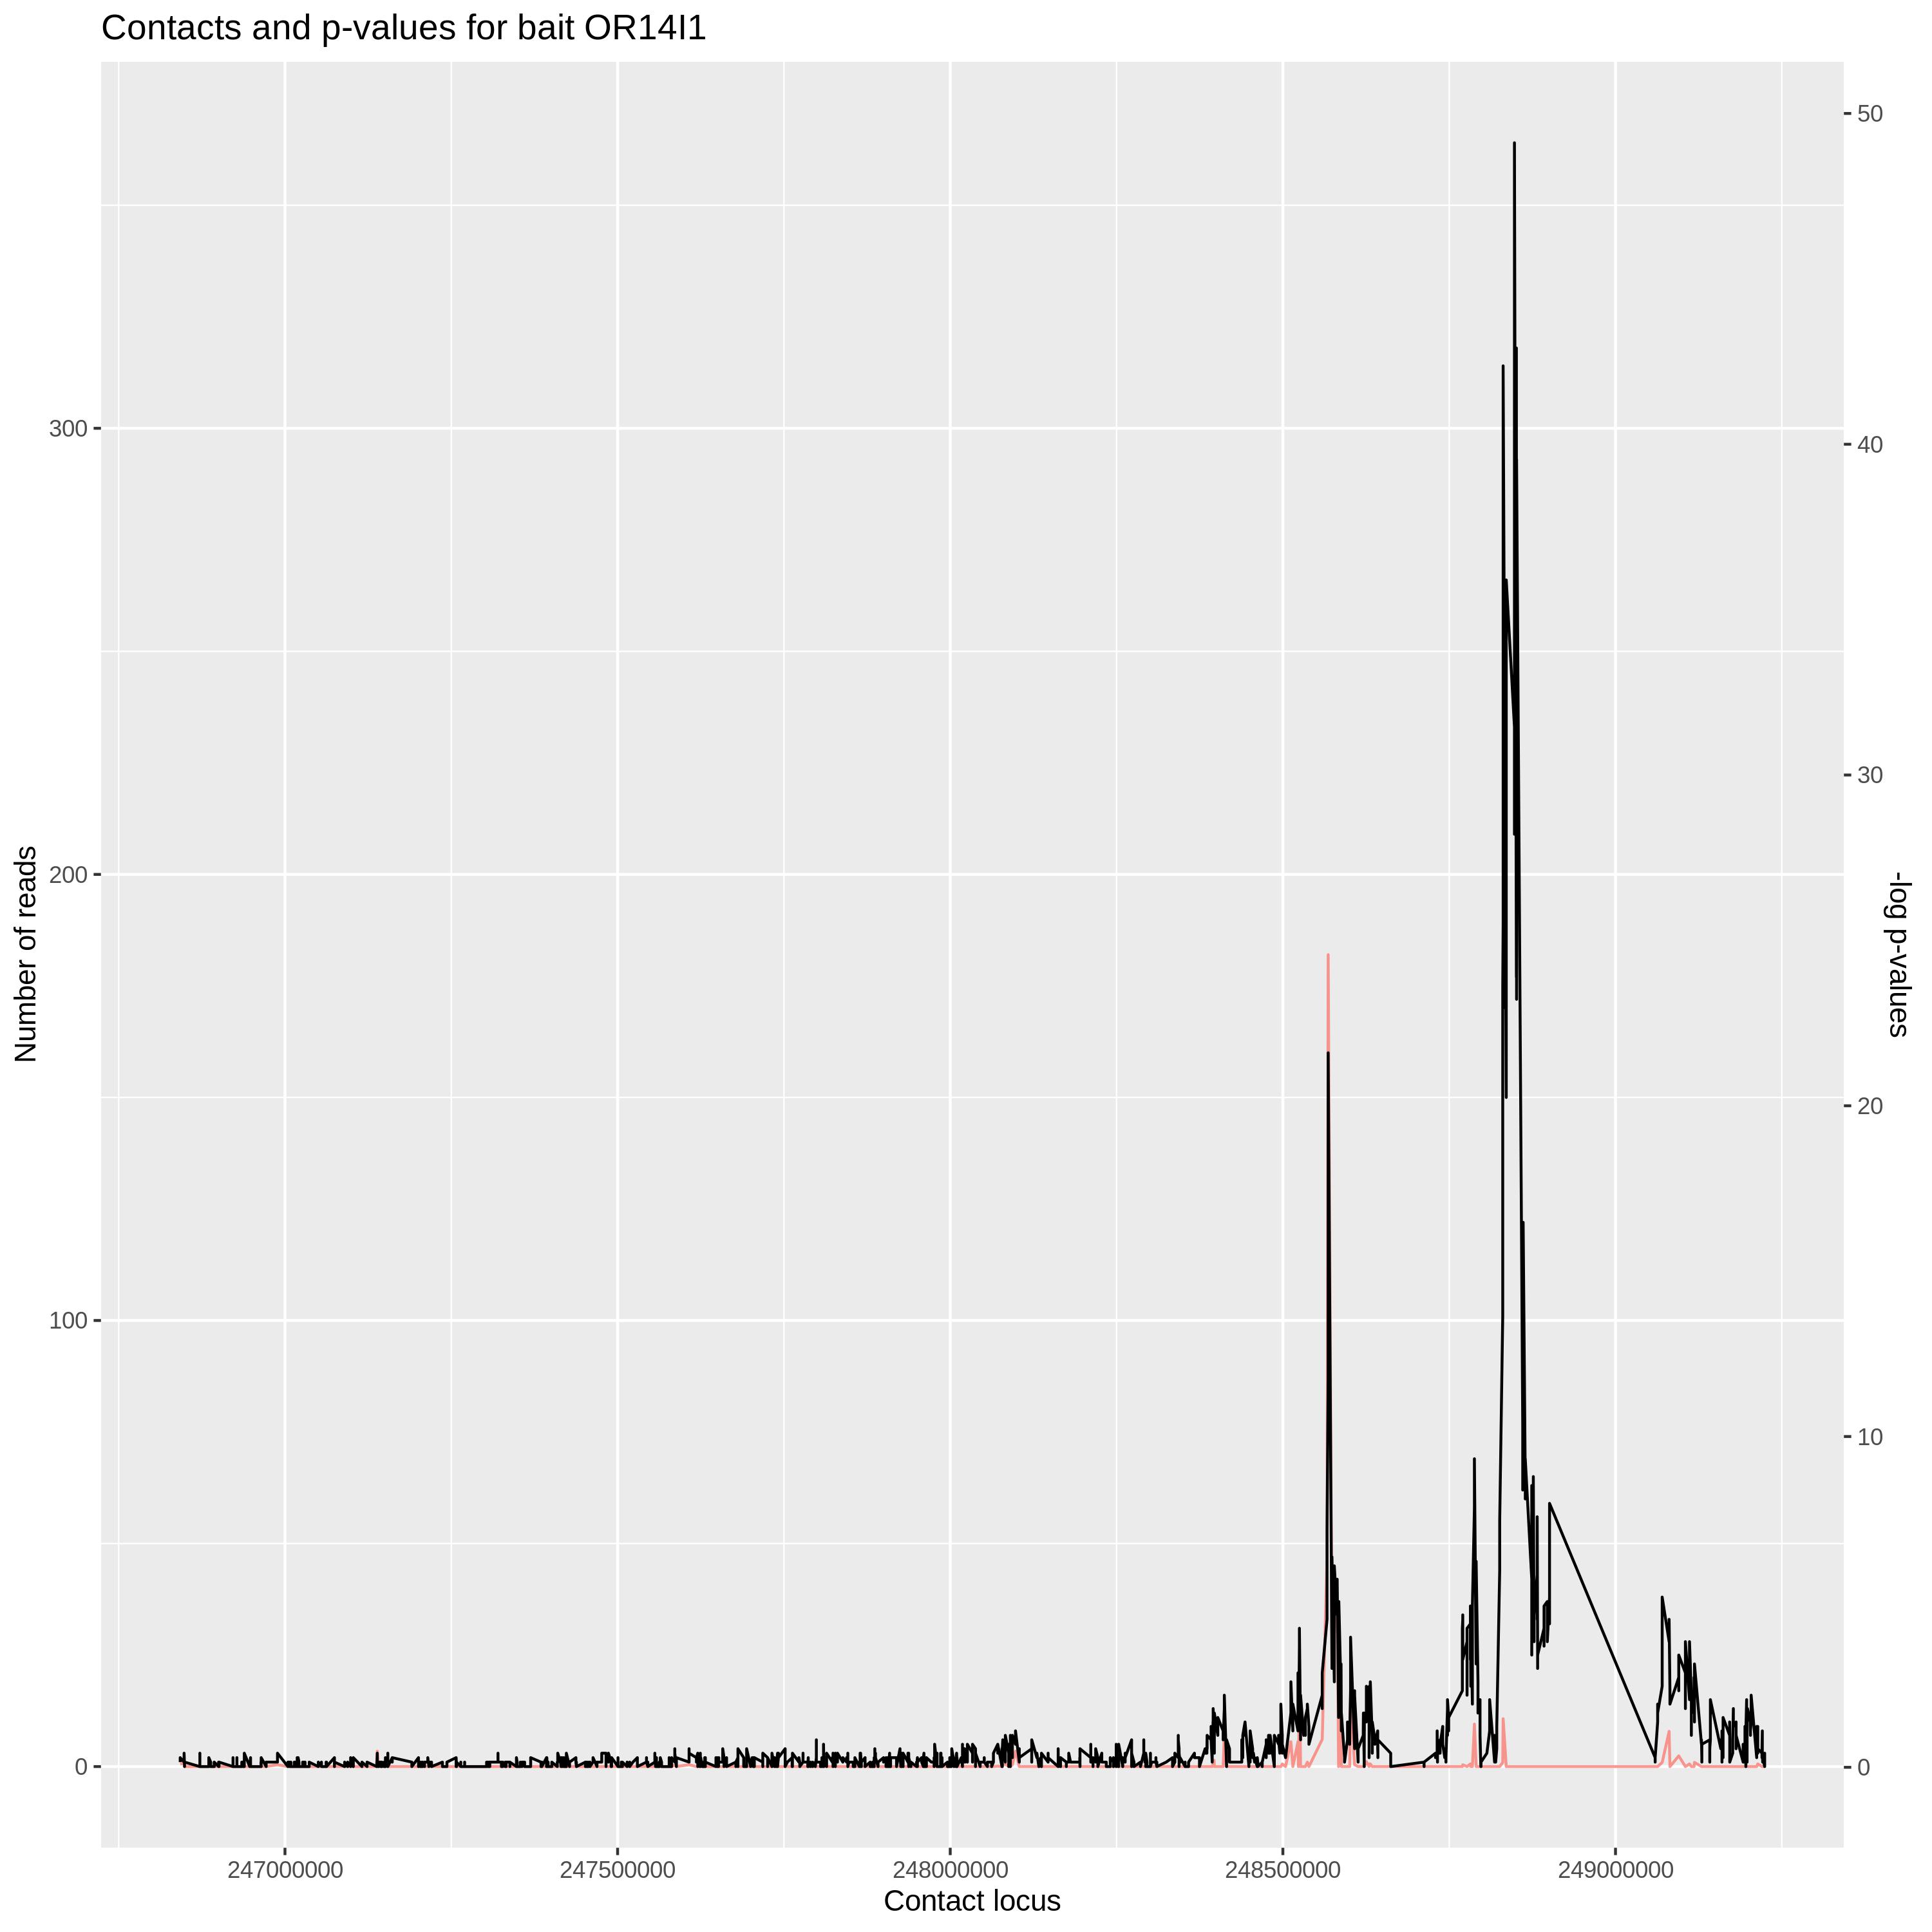 Contacts and p-values for bait OR14I1
50
40
30
20
10
0
-log p-values
300
200
100
0
Number of reads
247000000 247500000 248000000 248500000 249000000
Contact locus